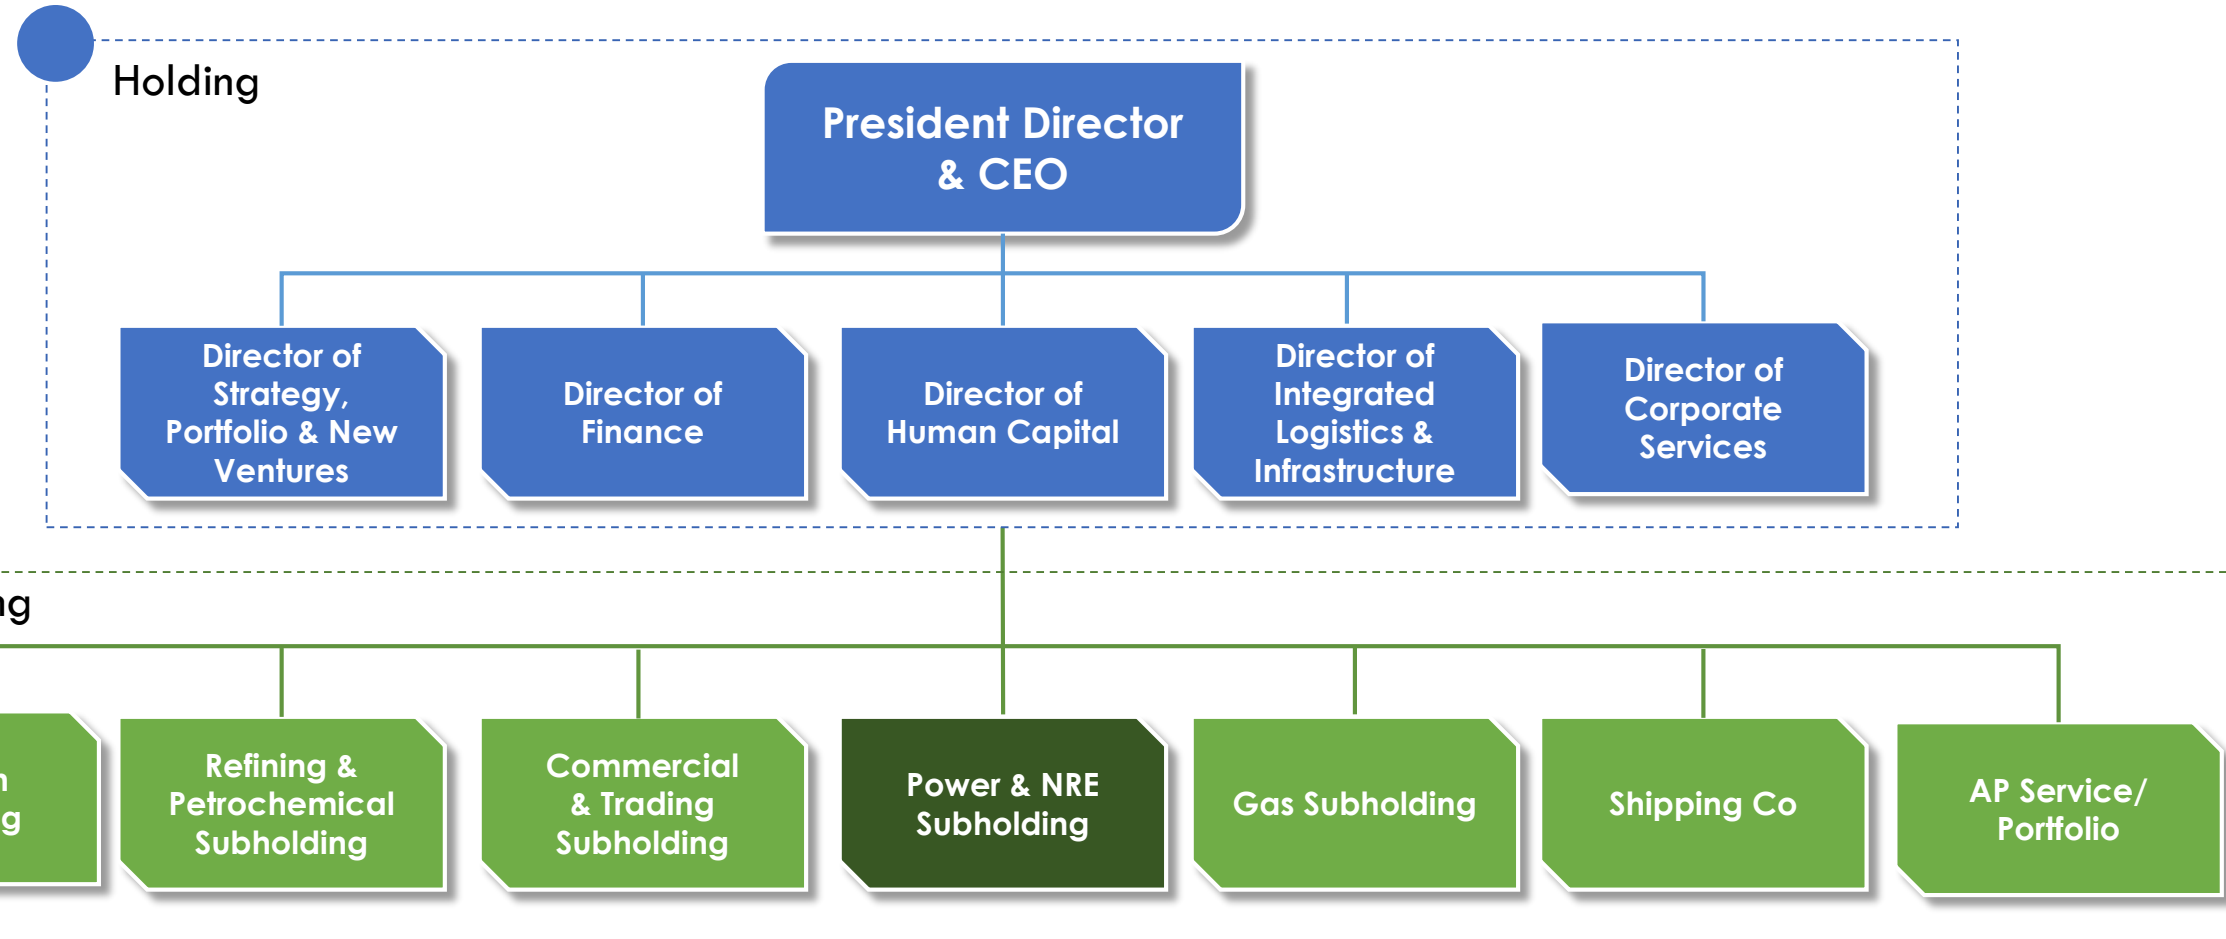 Holding
President Director
& CEO
Director of
Strategy,
Portfolio & New
Ventures
Director of
Finance
Director of
Human Capital
Director of
Integrated
Logistics &
Infrastructure
Director of
Corporate
Services
Refining &
Petrochemical
Subholding
Commercial
& Trading
Subholding
Power & NRE
Subholding
Gas Subholding
Shipping Co
AP Service/
Portfolio